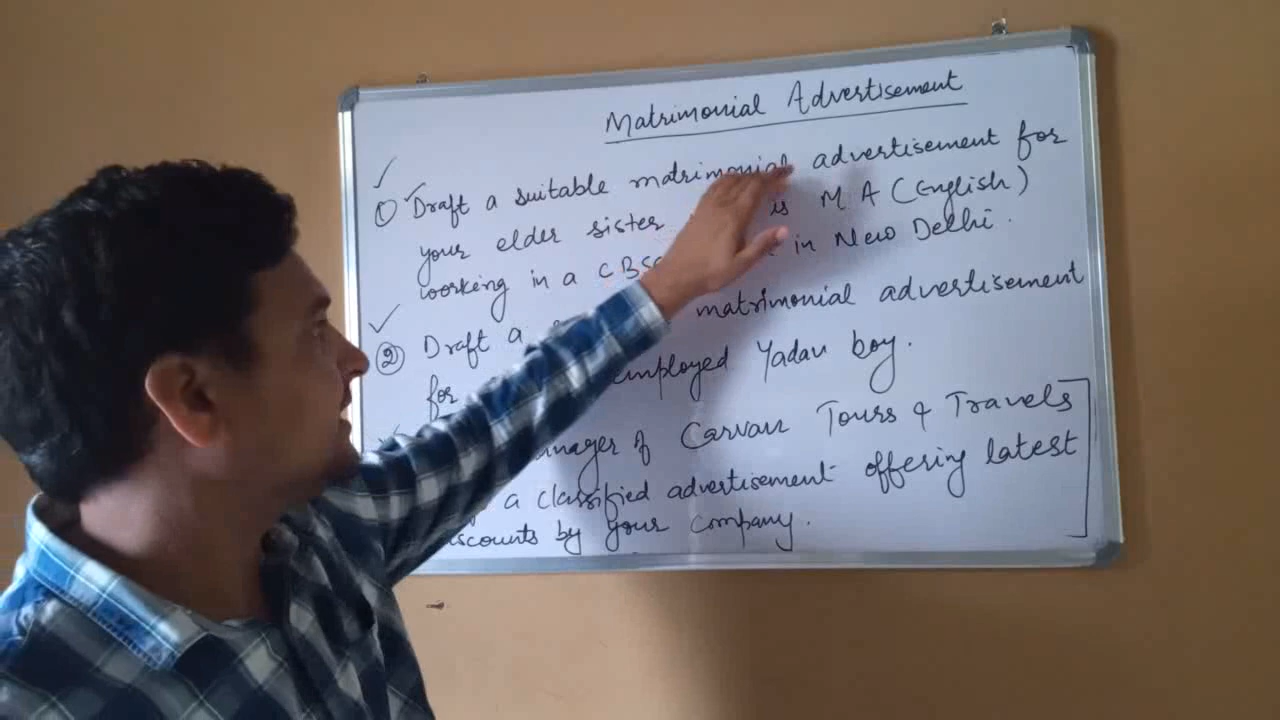 Matrimonial Advertisement
① Draft a suitable matrimonial advertisement for
your elder sister is M A (English)
working in a CBSE in New Delhi.
② Draft a matrimonial advertisement
for employed Yadav boy.
of Carvan Tours & Travels
a classified advertisement offering latest
by your company.